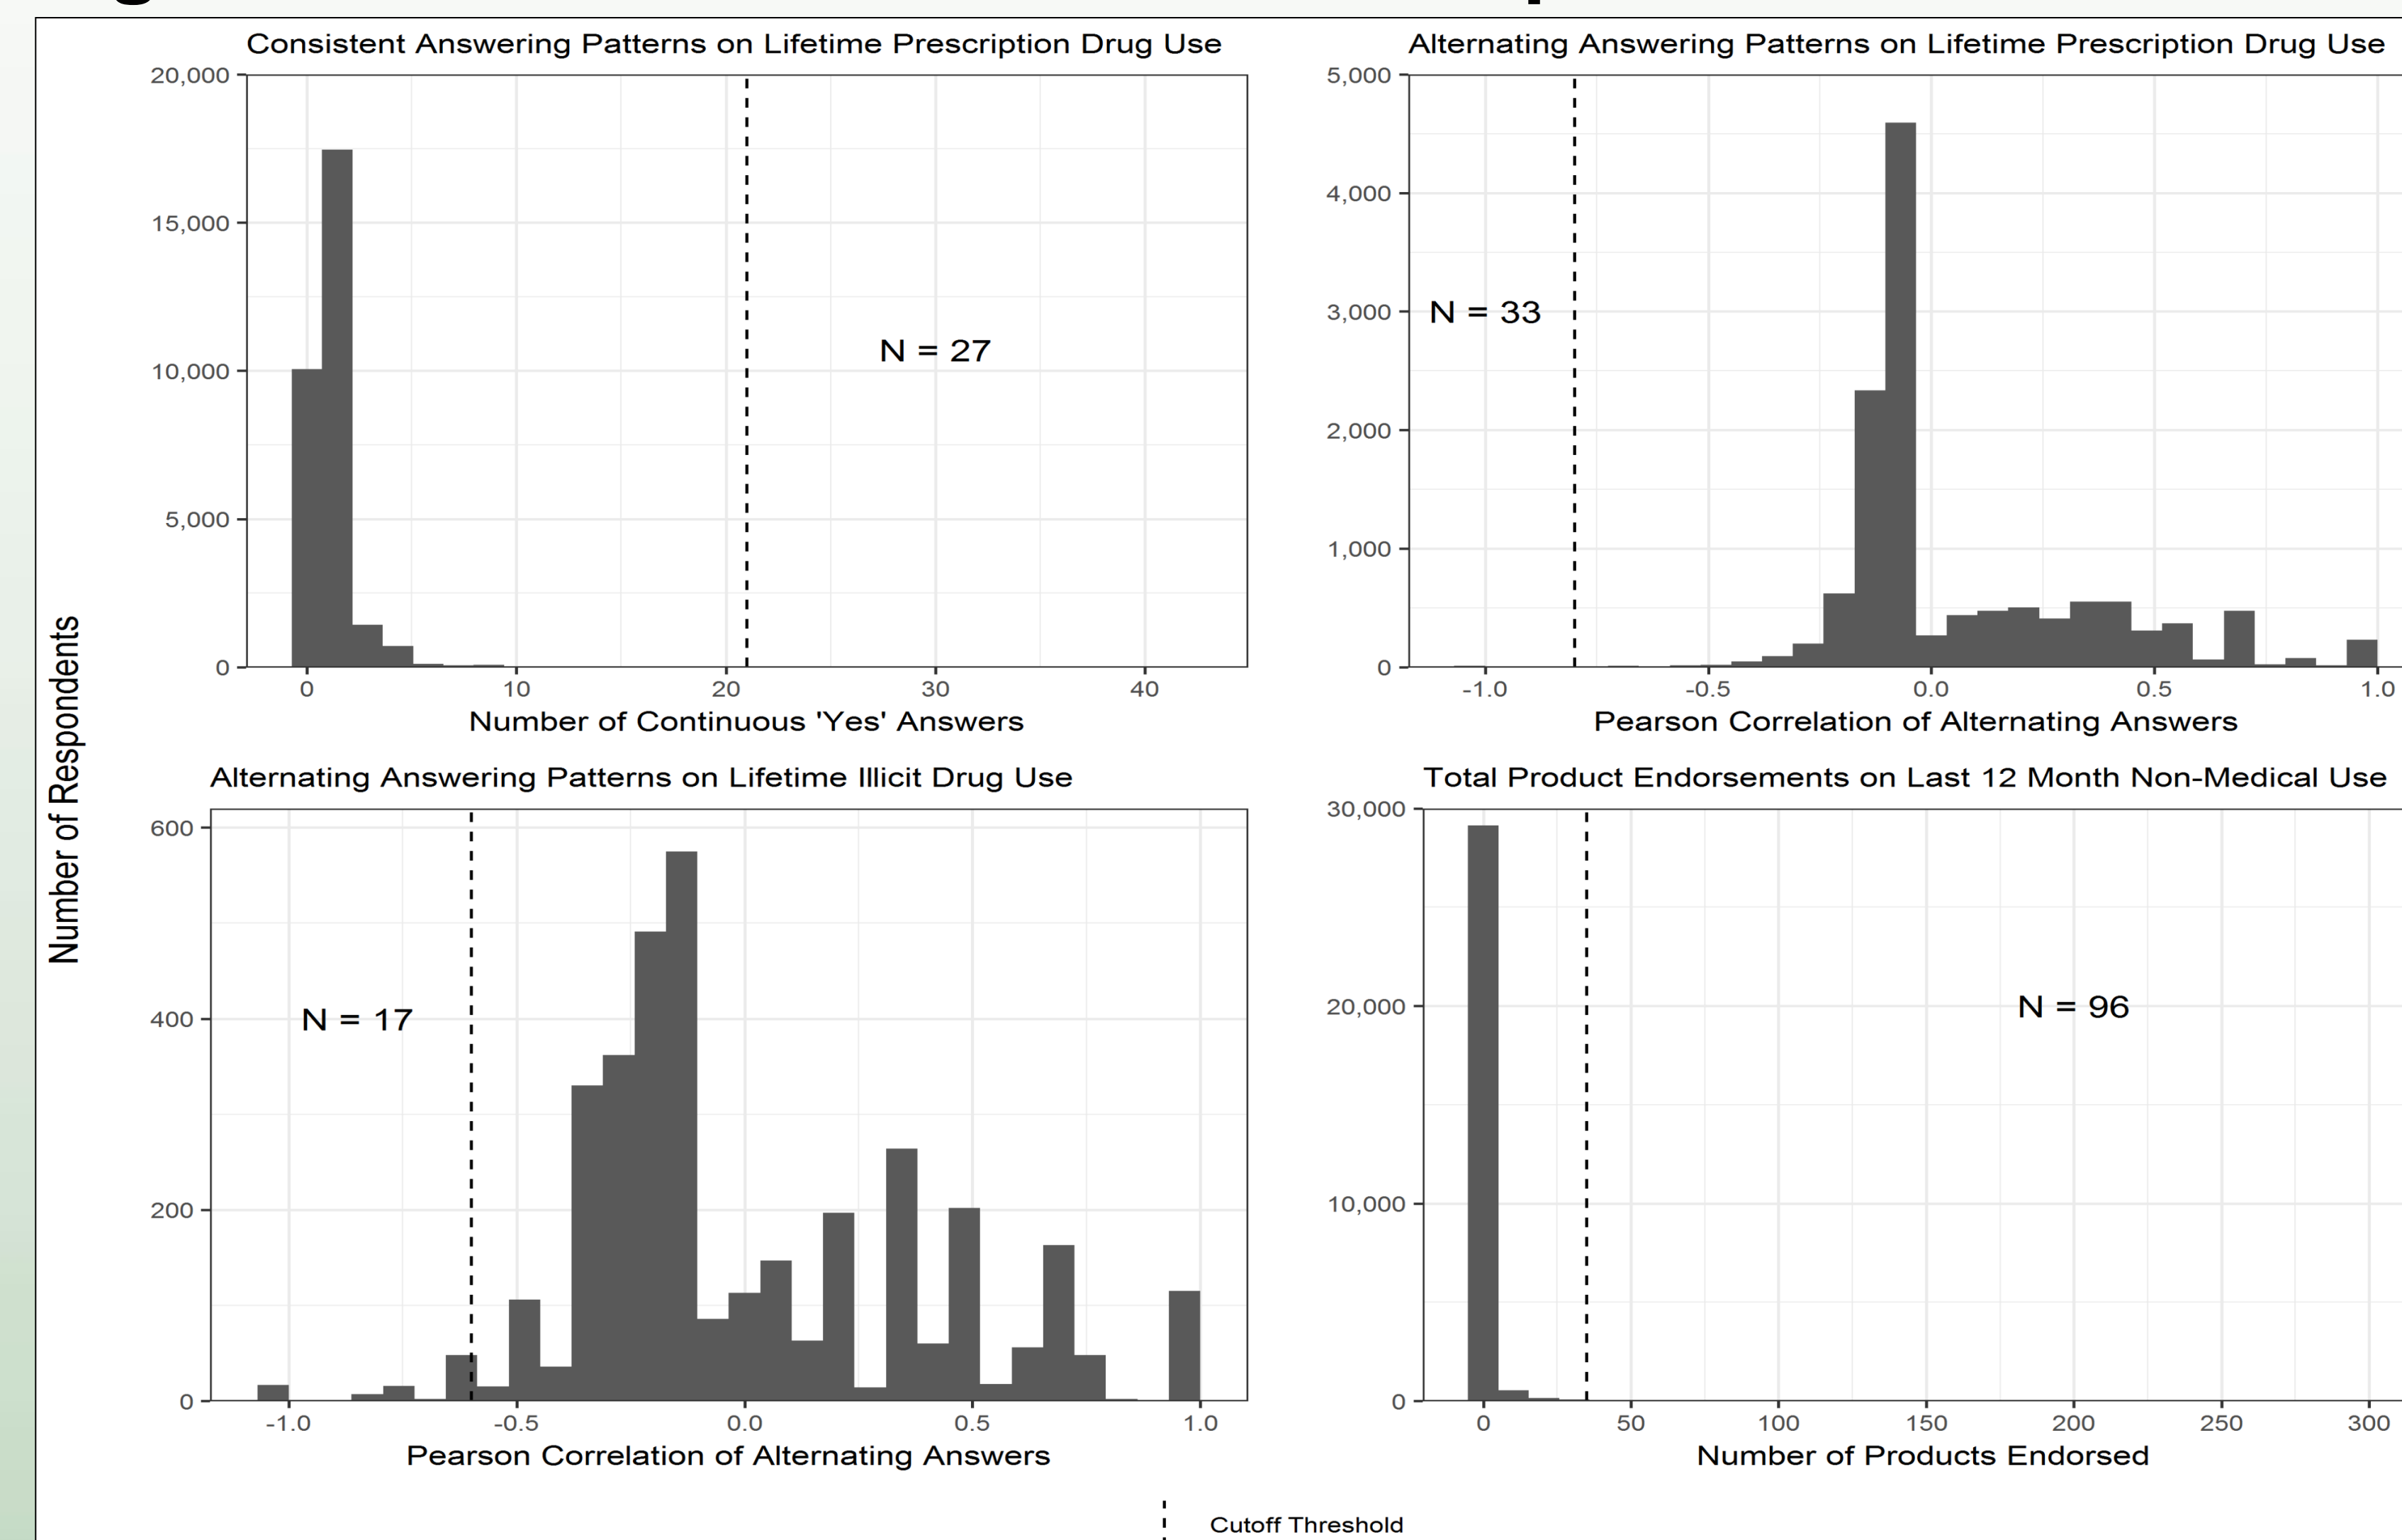 Consistent Answering Patterns on Lifetime Prescription Drug Use
20,000
15,000
10,000
5,000
0
N = 27
0 10 20 30 40
Number of Continuous 'Yes' Answers
Alternating Answering Patterns on Lifetime Prescription Drug Use
5,000
4,000
3,000
2,000
1,000
0
N = 33
-1.0 -0.5 0.0 0.5 1.0
Pearson Correlation of Alternating Answers
Number of Respondents
Alternating Answering Patterns on Lifetime Illicit Drug Use
600
400
200
0
N = 17
-1.0 -0.5 0.0 0.5 1.0
Pearson Correlation of Alternating Answers
Total Product Endorsements on Last 12 Month Non-Medical Use
30,000
20,000
10,000
0
N = 96
0 50 100 150 200 250 300
Number of Products Endorsed
Cutoff Threshold